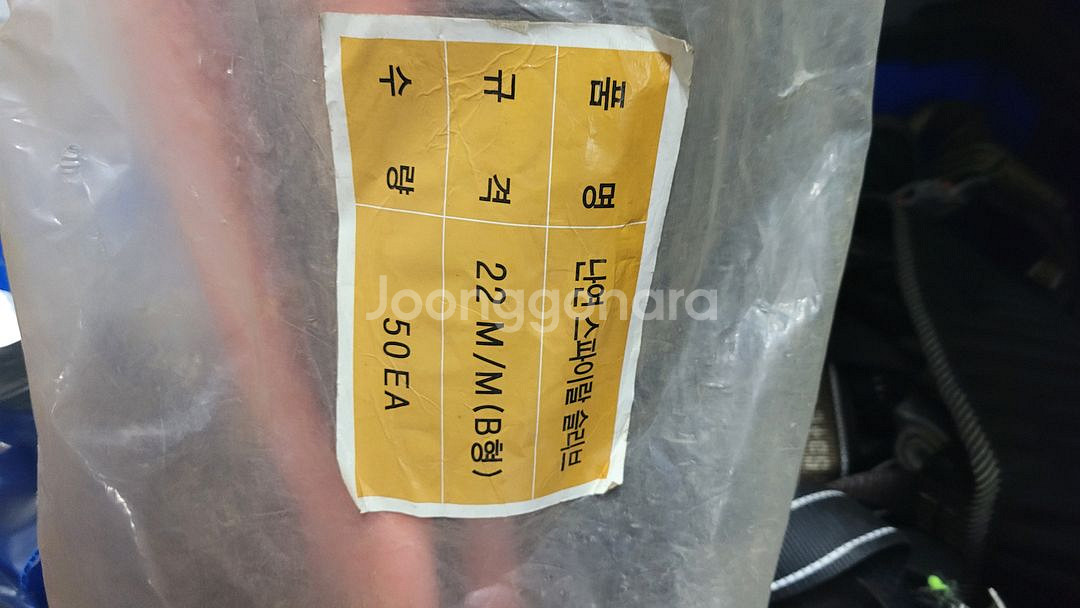 품 명 난연 스파이랄 슬리브
규 격 22 M/M(B형)
수 량 50EA
Joonggonara